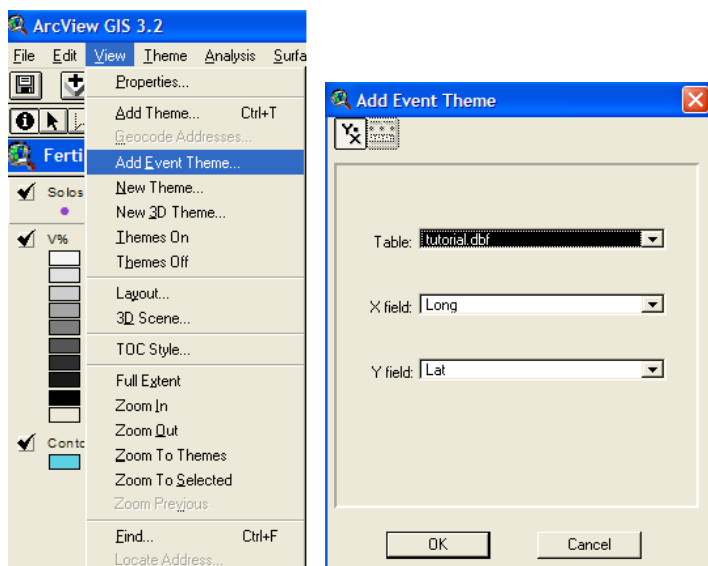 ArcView GIS 3.2
File Edit View Theme Analysis Surfa
Properties...
Add Theme... Ctrl+T
Geocode Addresses...
Add Event Theme...
New Theme...
New 3D Theme...
Themes On
Themes Off
Layout...
3D Scene...
TOC Style...
Full Extent
Zoom In
Zoom Out
Zoom To Themes
Zoom To Selected
Zoom Previous
Find... Ctrl+F
Locate Address...
Ferti
Solos
V%
Conto
Add Event Theme
Table: tutorial.dbf
X field: Long
Y field: Lat
OK Cancel